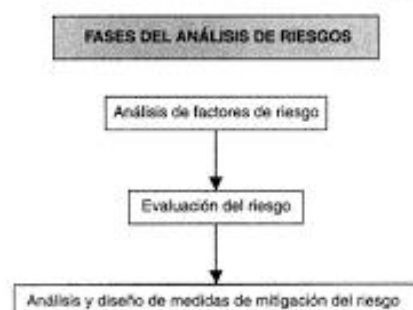 FASES DEL ANÁLISIS DE RIESGOS
Análisis de factores de riesgo
Evaluación del riesgo
Análisis y diseño de medidas de mitigación del riesgo